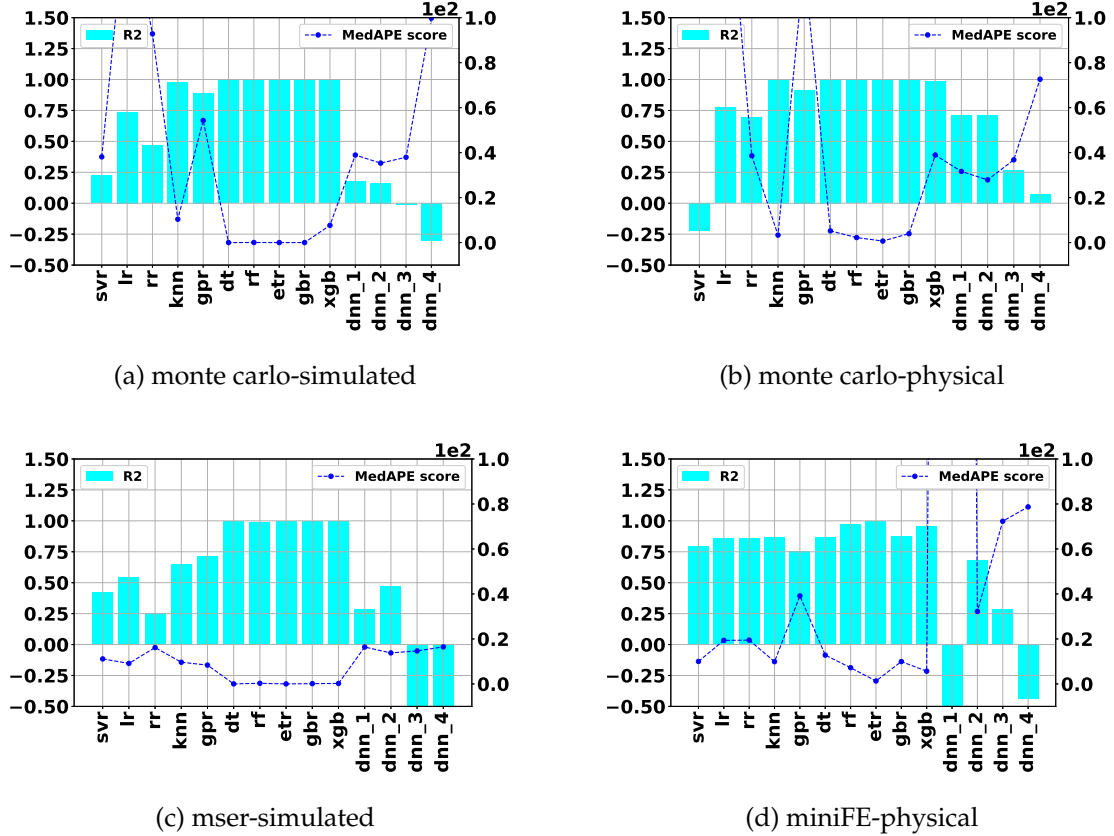 1e2
1.50
1.25
1.00
0.75
0.50
0.25
0.00
−0.25
−0.50
R2
MedAPE score
1.0
0.8
0.6
0.4
0.2
0.0
svr
lr
rr
knn
gpr
dt
rf
etr
gbr
xgb
dnn_1
dnn_2
dnn_3
dnn_4
(a) monte carlo-simulated
1e2
1.50
1.25
1.00
0.75
0.50
0.25
0.00
−0.25
−0.50
R2
MedAPE score
1.0
0.8
0.6
0.4
0.2
0.0
svr
lr
rr
knn
gpr
dt
rf
etr
gbr
xgb
dnn_1
dnn_2
dnn_3
dnn_4
(b) monte carlo-physical
1e2
1.50
1.25
1.00
0.75
0.50
0.25
0.00
−0.25
−0.50
R2
MedAPE score
1.0
0.8
0.6
0.4
0.2
0.0
svr
lr
rr
knn
gpr
dt
rf
etr
gbr
xgb
dnn_1
dnn_2
dnn_3
dnn_4
(c) mser-simulated
1e2
1.50
1.25
1.00
0.75
0.50
0.25
0.00
−0.25
−0.50
R2
MedAPE score
1.0
0.8
0.6
0.4
0.2
0.0
svr
lr
rr
knn
gpr
dt
rf
etr
gbr
xgb
dnn_1
dnn_2
dnn_3
dnn_4
(d) miniFE-physical